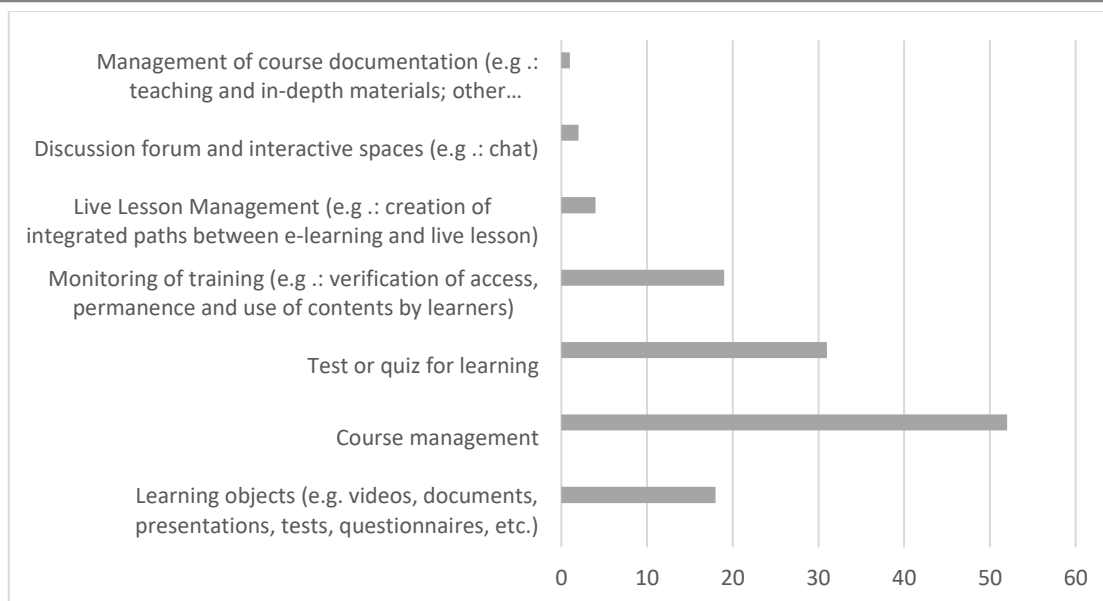 Management of course documentation (e.g .:
teaching and in-depth materials; other…
Discussion forum and interactive spaces (e.g .: chat)
Live Lesson Management (e.g .: creation of
integrated paths between e-learning and live lesson)
Monitoring of training (e.g .: verification of access,
permanence and use of contents by learners)
Test or quiz for learning
Course management
Learning objects (e.g. videos, documents,
presentations, tests, questionnaires, etc.)
0 10 20 30 40 50 60